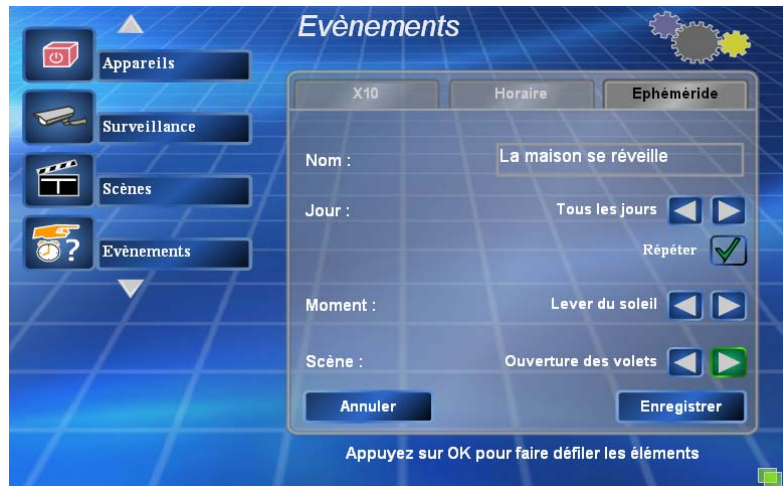 Evènements
Appareils
Surveillance
Scènes
Evènements
X10
Horaire
Ephéméride
Nom :
La maison se réveille
Jour :
Tous les jours
Répéter
Moment :
Lever du soleil
Scène :
Ouverture des volets
Annuler
Enregistrer
Appuyez sur OK pour faire défiler les éléments